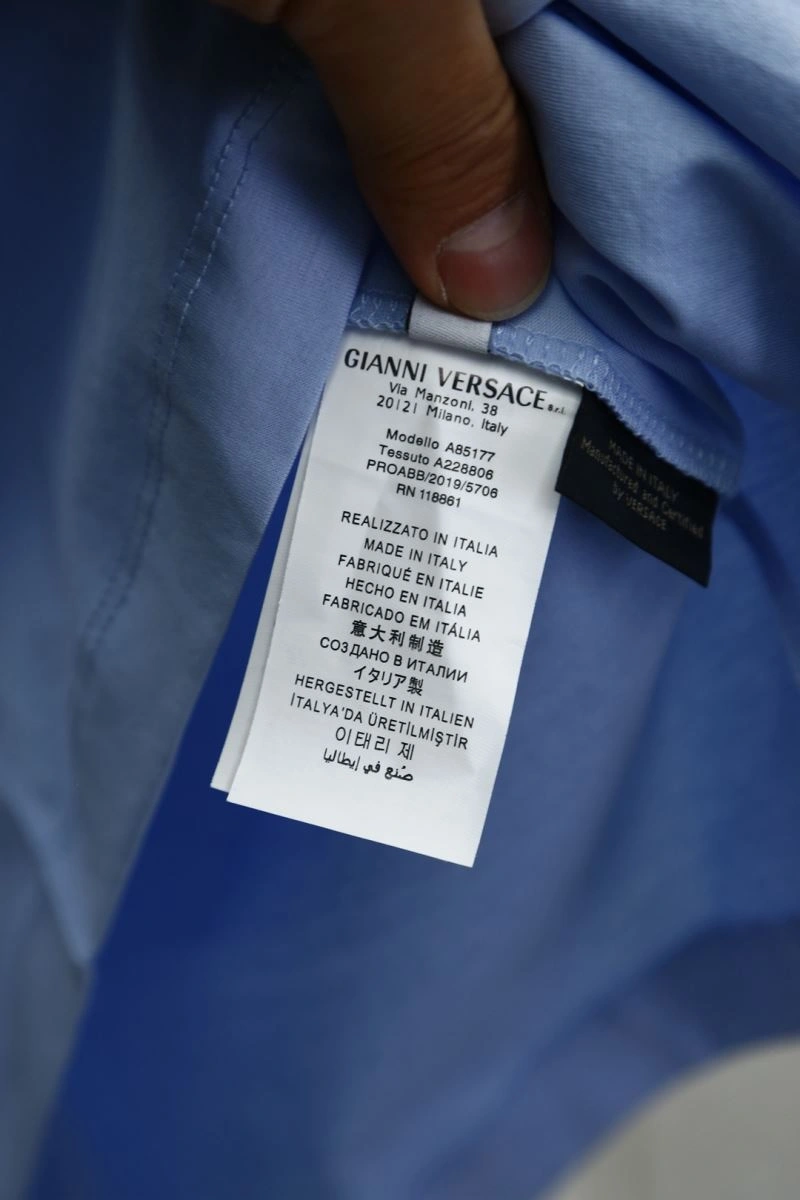 GIANNI VERSACE S.r.l.
Via Manzoni, 38
20121 Milano, Italy
Modello A85177
Tessuto A228806
PROABB/2019/5706
RN 118861
REALIZZATO IN ITALIA
MADE IN ITALY
FABRIQUÉ EN ITALIE
HECHO EN ITALIA
FABRICADO EM ITÁLIA
意大利制造
СОЗДАНО В ИТАЛИИ
イタリア製
HERGESTELLT IN ITALIEN
İTALYA'DA ÜRETİLMİŞTİR
이태리 제
صُنع في إيطاليا
MADE IN ITALY
Manufactured and Certified
by VERSACE